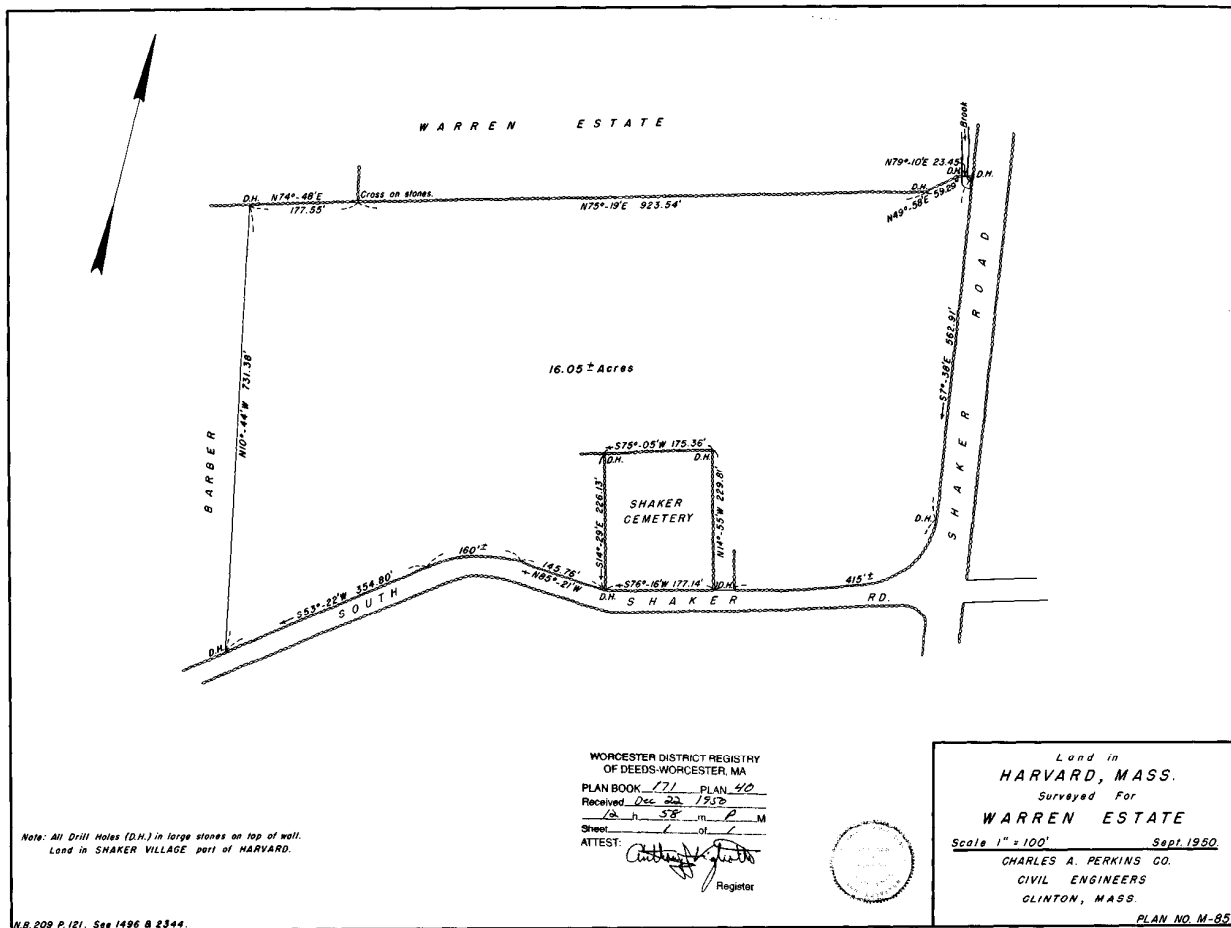 WARREN ESTATE
Brook
N79°-10'E 23.45'
D.H.
D.H.
D.H.
N49°-58'E 59.29'
D.H. N74°-48'E
177.55'
Cross on stones.
N75°-19'E 923.54'
SHAKER ROAD
S7°-38'E 562.91'
16.05± Acres
N10°-44'W 731.38'
BARBER
S75°-05'W 175.36'
D.H.
D.H.
SHAKER
CEMETERY
S14°-29'E 226.13'
N14°-55'W 229.81'
D.H.
160'±
145.76'
N85°-21'W
S76°-16'W 177.14'
D.H.
415'±
S53°-22'W 354.80'
D.H.
SOUTH SHAKER RD.
D.H.
WORCESTER DISTRICT REGISTRY
OF DEEDS-WORCESTER, MA
PLAN BOOK 171 PLAN 40
Received Dec 22 1950
12 h 58 m P M
Sheet 1 of 1
ATTEST:
Register
Note: All Drill Holes (D.H.) in large stones on top of wall.
Land in SHAKER VILLAGE part of HARVARD.
N.B. 209 P. 121. See 1496 & 2344.
Land in
HARVARD, MASS.
Surveyed For
WARREN ESTATE
Scale 1" = 100' Sept. 1950.
CHARLES A. PERKINS CO.
CIVIL ENGINEERS
CLINTON, MASS.
PLAN NO. M-85